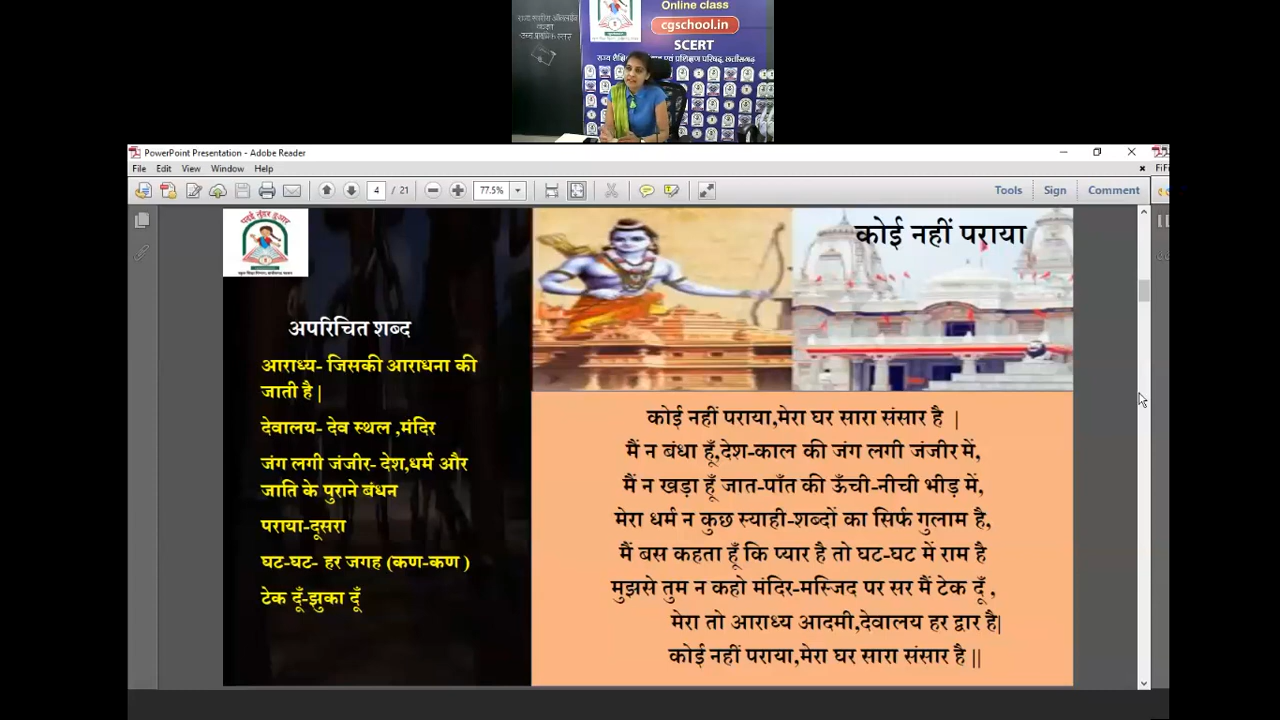 Online class
cgschool.in
SCERT
PowerPoint Presentation - Adobe Reader
File Edit View Window Help
4 / 21
77.5%
Tools Sign Comment
पढ़ई तुंहर दुआर
कोई नहीं पराया
अपरिचित शब्द
आराध्य- जिसकी आराधना की
जाती है |
देवालय- देव स्थल ,मंदिर
जंग लगी जंजीर- देश,धर्म और
जाति के पुराने बंधन
पराया-दूसरा
घट-घट- हर जगह (कण-कण )
टेक दूँ-झुका दूँ
कोई नहीं पराया,मेरा घर सारा संसार है |
मैं न बंधा हूँ,देश-काल की जंग लगी जंजीर में,
मैं न खड़ा हूँ जात-पाँत की ऊँची-नीची भीड़ में,
मेरा धर्म न कुछ स्याही-शब्दों का सिर्फ गुलाम है,
मैं बस कहता हूँ कि प्यार है तो घट-घट में राम है
मुझसे तुम न कहो मंदिर-मस्जिद पर सर मैं टेक दूँ ,
मेरा तो आराध्य आदमी,देवालय हर द्वार है|
कोई नहीं पराया,मेरा घर सारा संसार है ||